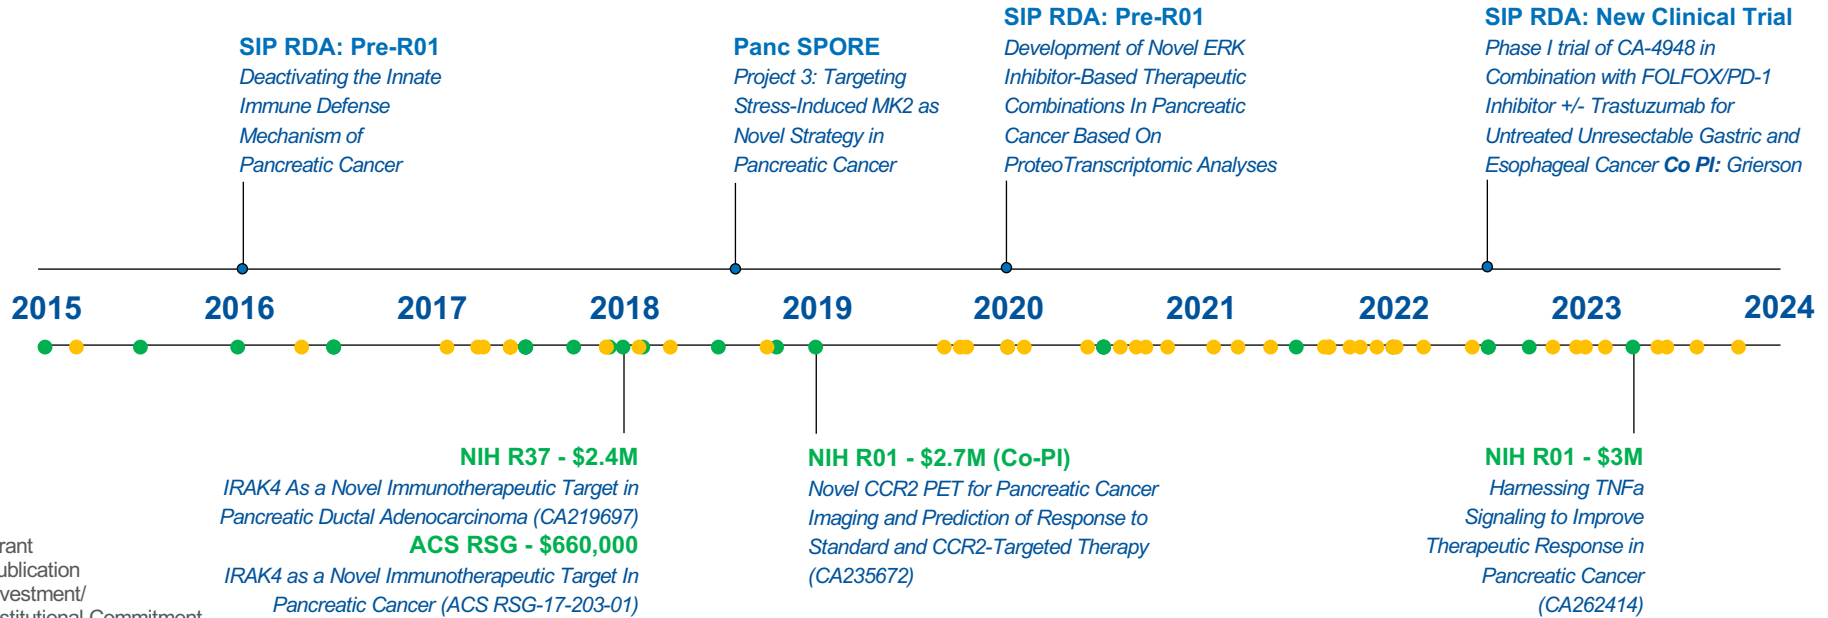 SIP RDA: Pre-R01
Deactivating the Innate
Immune Defense
Mechanism of
Pancreatic Cancer
Panc SPORE
Project 3: Targeting
Stress-Induced MK2 as
Novel Strategy in
Pancreatic Cancer
SIP RDA: Pre-R01
Development of Novel ERK
Inhibitor-Based Therapeutic
Combinations In Pancreatic
Cancer Based On
ProteoTranscriptomic Analyses
SIP RDA: New Clinical Trial
Phase I trial of CA-4948 in
Combination with FOLFOX/PD-1
Inhibitor +/- Trastuzumab for
Untreated Unresectable Gastric and
Esophageal Cancer Co PI: Grierson
2015 2016 2017 2018 2019 2020 2021 2022 2023 2024
NIH R37 - $2.4M
IRAK4 As a Novel Immunotherapeutic Target in
Pancreatic Ductal Adenocarcinoma (CA219697)
ACS RSG - $660,000
IRAK4 as a Novel Immunotherapeutic Target In
Pancreatic Cancer (ACS RSG-17-203-01)
NIH R01 - $2.7M (Co-PI)
Novel CCR2 PET for Pancreatic Cancer
Imaging and Prediction of Response to
Standard and CCR2-Targeted Therapy
(CA235672)
NIH R01 - $3M
Harnessing TNFa
Signaling to Improve
Therapeutic Response in
Pancreatic Cancer
(CA262414)
rant
ublication
vestment/
stitutional Commitment